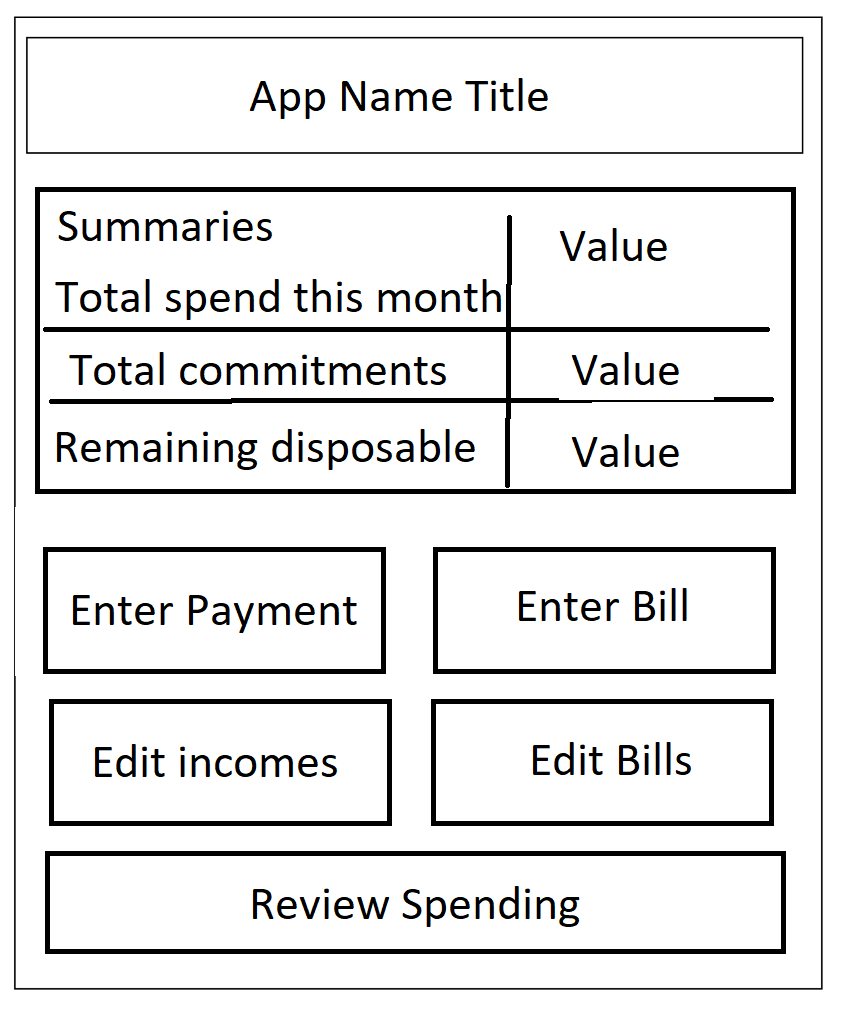 App Name Title
Summaries
Value
Total spend this month
Total commitments
Value
Remaining disposable
Value
Enter Payment
Enter Bill
Edit incomes
Edit Bills
Review Spending